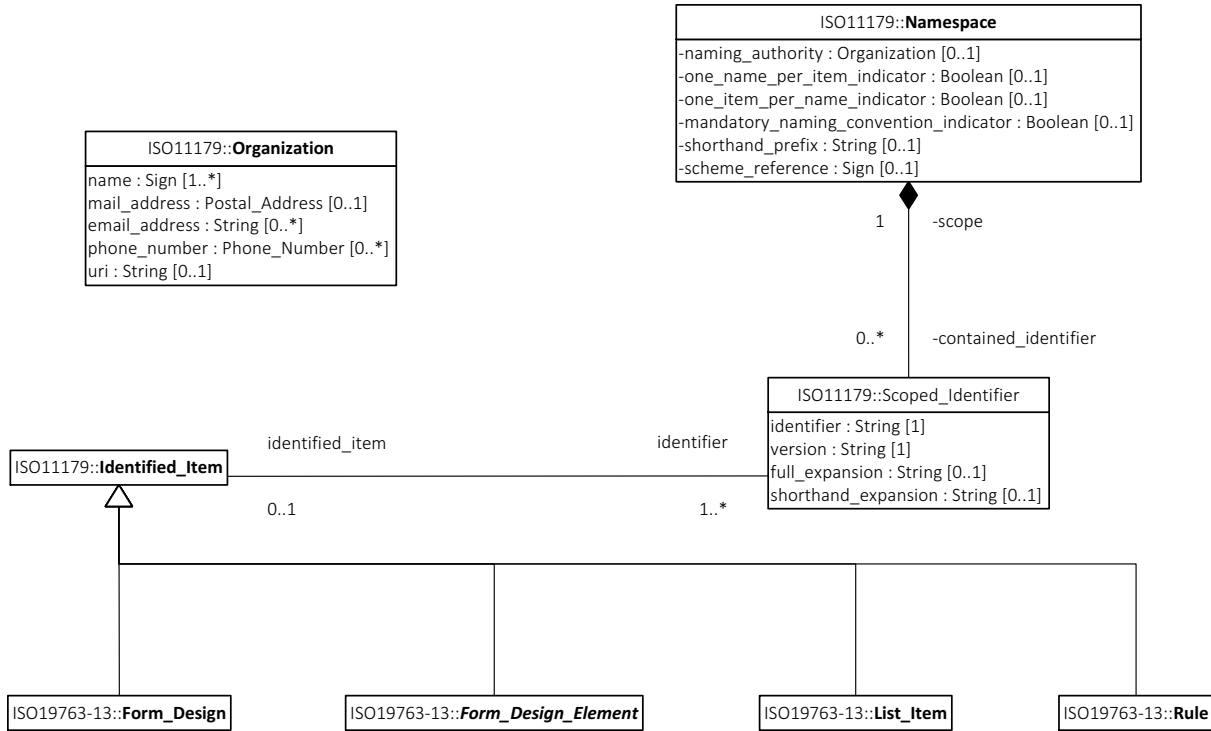 ISO11179::Namespace
-naming_authority : Organization [0..1]
-one_name_per_item_indicator : Boolean [0..1]
-one_item_per_name_indicator : Boolean [0..1]
-mandatory_naming_convention_indicator : Boolean [0..1]
-shorthand_prefix : String [0..1]
-scheme_reference : Sign [0..1]
ISO11179::Organization
name : Sign [1..*]
mail_address : Postal_Address [0..1]
email_address : String [0..*]
phone_number : Phone_Number [0..*]
uri : String [0..1]
1 -scope
0..* -contained_identifier
ISO11179::Scoped_Identifier
identifier : String [1]
version : String [1]
full_expansion : String [0..1]
shorthand_expansion : String [0..1]
identified_item identifier
ISO11179::Identified_Item
0..1 1..*
ISO19763-13::Form_Design
ISO19763-13::Form_Design_Element
ISO19763-13::List_Item
ISO19763-13::Rule